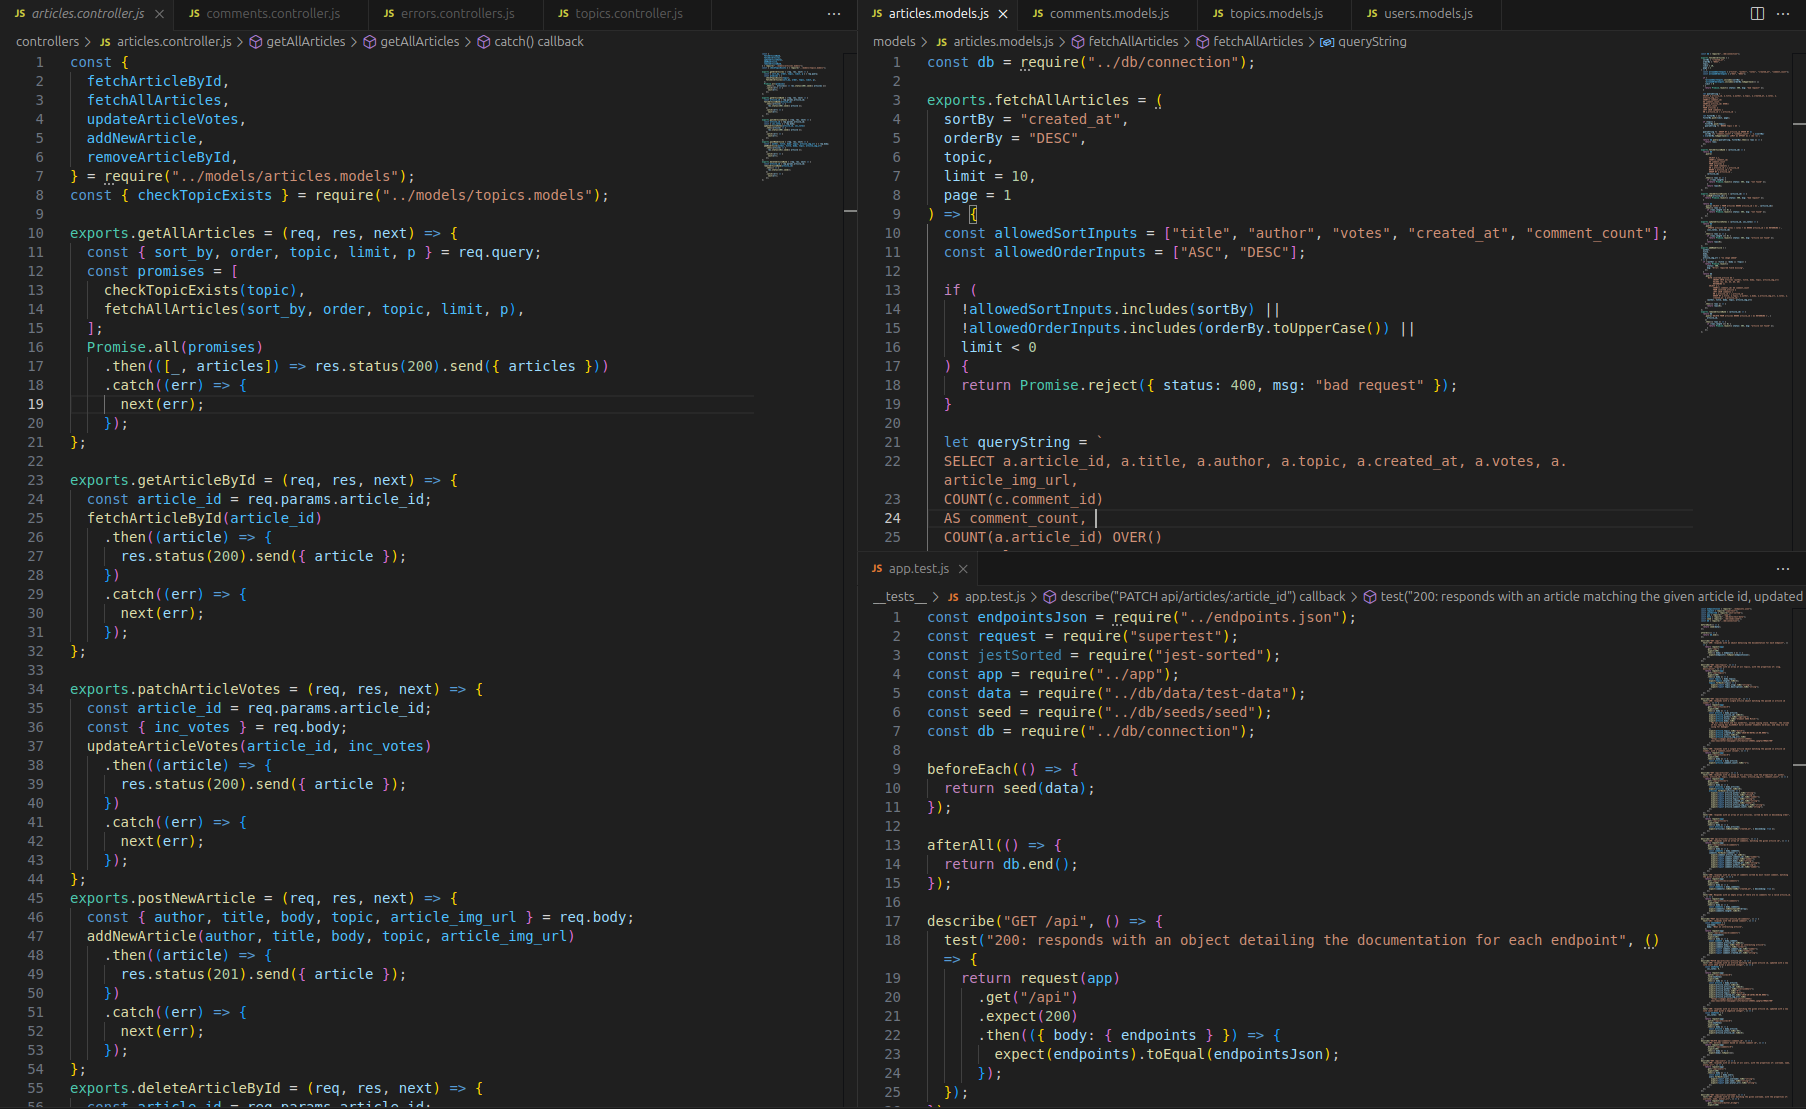 JS articles.controller.js × JS comments.controller.js JS errors.controllers.js JS topics.controller.js ···
controllers > JS articles.controller.js > getAllArticles > getAllArticles > catch() callback
1 const {
2   fetchArticleById,
3   fetchAllArticles,
4   updateArticleVotes,
5   addNewArticle,
6   removeArticleById,
7 } = require("../models/articles.models");
8 const { checkTopicExists } = require("../models/topics.models");
9
10 exports.getAllArticles = (req, res, next) => {
11   const { sort_by, order, topic, limit, p } = req.query;
12   const promises = [
13     checkTopicExists(topic),
14     fetchAllArticles(sort_by, order, topic, limit, p),
15   ];
16   Promise.all(promises)
17     .then(([_, articles]) => res.status(200).send({ articles }))
18     .catch((err) => {
19       next(err);
20     });
21 };
22
23 exports.getArticleById = (req, res, next) => {
24   const article_id = req.params.article_id;
25   fetchArticleById(article_id)
26     .then((article) => {
27       res.status(200).send({ article });
28     })
29     .catch((err) => {
30       next(err);
31     });
32 };
33
34 exports.patchArticleVotes = (req, res, next) => {
35   const article_id = req.params.article_id;
36   const { inc_votes } = req.body;
37   updateArticleVotes(article_id, inc_votes)
38     .then((article) => {
39       res.status(200).send({ article });
40     })
41     .catch((err) => {
42       next(err);
43     });
44 };
45 exports.postNewArticle = (req, res, next) => {
46   const { author, title, body, topic, article_img_url } = req.body;
47   addNewArticle(author, title, body, topic, article_img_url)
48     .then((article) => {
49       res.status(201).send({ article });
50     })
51     .catch((err) => {
52       next(err);
53     });
54 };
55 exports.deleteArticleById = (req, res, next) => {
56   const article_id = req.params.article_id;
JS articles.models.js × JS comments.models.js JS topics.models.js JS users.models.js ···
models > JS articles.models.js > fetchAllArticles > fetchAllArticles > queryString
1 const db = require("../db/connection");
2
3 exports.fetchAllArticles = (
4   sortBy = "created_at",
5   orderBy = "DESC",
6   topic,
7   limit = 10,
8   page = 1
9 ) => {
10   const allowedSortInputs = ["title", "author", "votes", "created_at", "comment_count"];
11   const allowedOrderInputs = ["ASC", "DESC"];
12
13   if (
14     !allowedSortInputs.includes(sortBy) ||
15     !allowedOrderInputs.includes(orderBy.toUpperCase()) ||
16     limit < 0
17   ) {
18     return Promise.reject({ status: 400, msg: "bad request" });
19   }
20
21   let queryString = `
22   SELECT a.article_id, a.title, a.author, a.topic, a.created_at, a.votes, a.
article_img_url,
23   COUNT(c.comment_id)
24   AS comment_count,
25   COUNT(a.article_id) OVER()
JS app.test.js × ···
__tests__ > JS app.test.js > describe("PATCH api/articles/:article_id") callback > test("200: responds with an article matching the given article id, updated
1 const endpointsJson = require("../endpoints.json");
2 const request = require("supertest");
3 const jestSorted = require("jest-sorted");
4 const app = require("../app");
5 const data = require("../db/data/test-data");
6 const seed = require("../db/seeds/seed");
7 const db = require("../db/connection");
8
9 beforeEach(() => {
10   return seed(data);
11 });
12
13 afterAll(() => {
14   return db.end();
15 });
16
17 describe("GET /api", () => {
18   test("200: responds with an object detailing the documentation for each endpoint", ()
=> {
19     return request(app)
20       .get("/api")
21       .expect(200)
22       .then(({ body: { endpoints } }) => {
23         expect(endpoints).toEqual(endpointsJson);
24       });
25   });